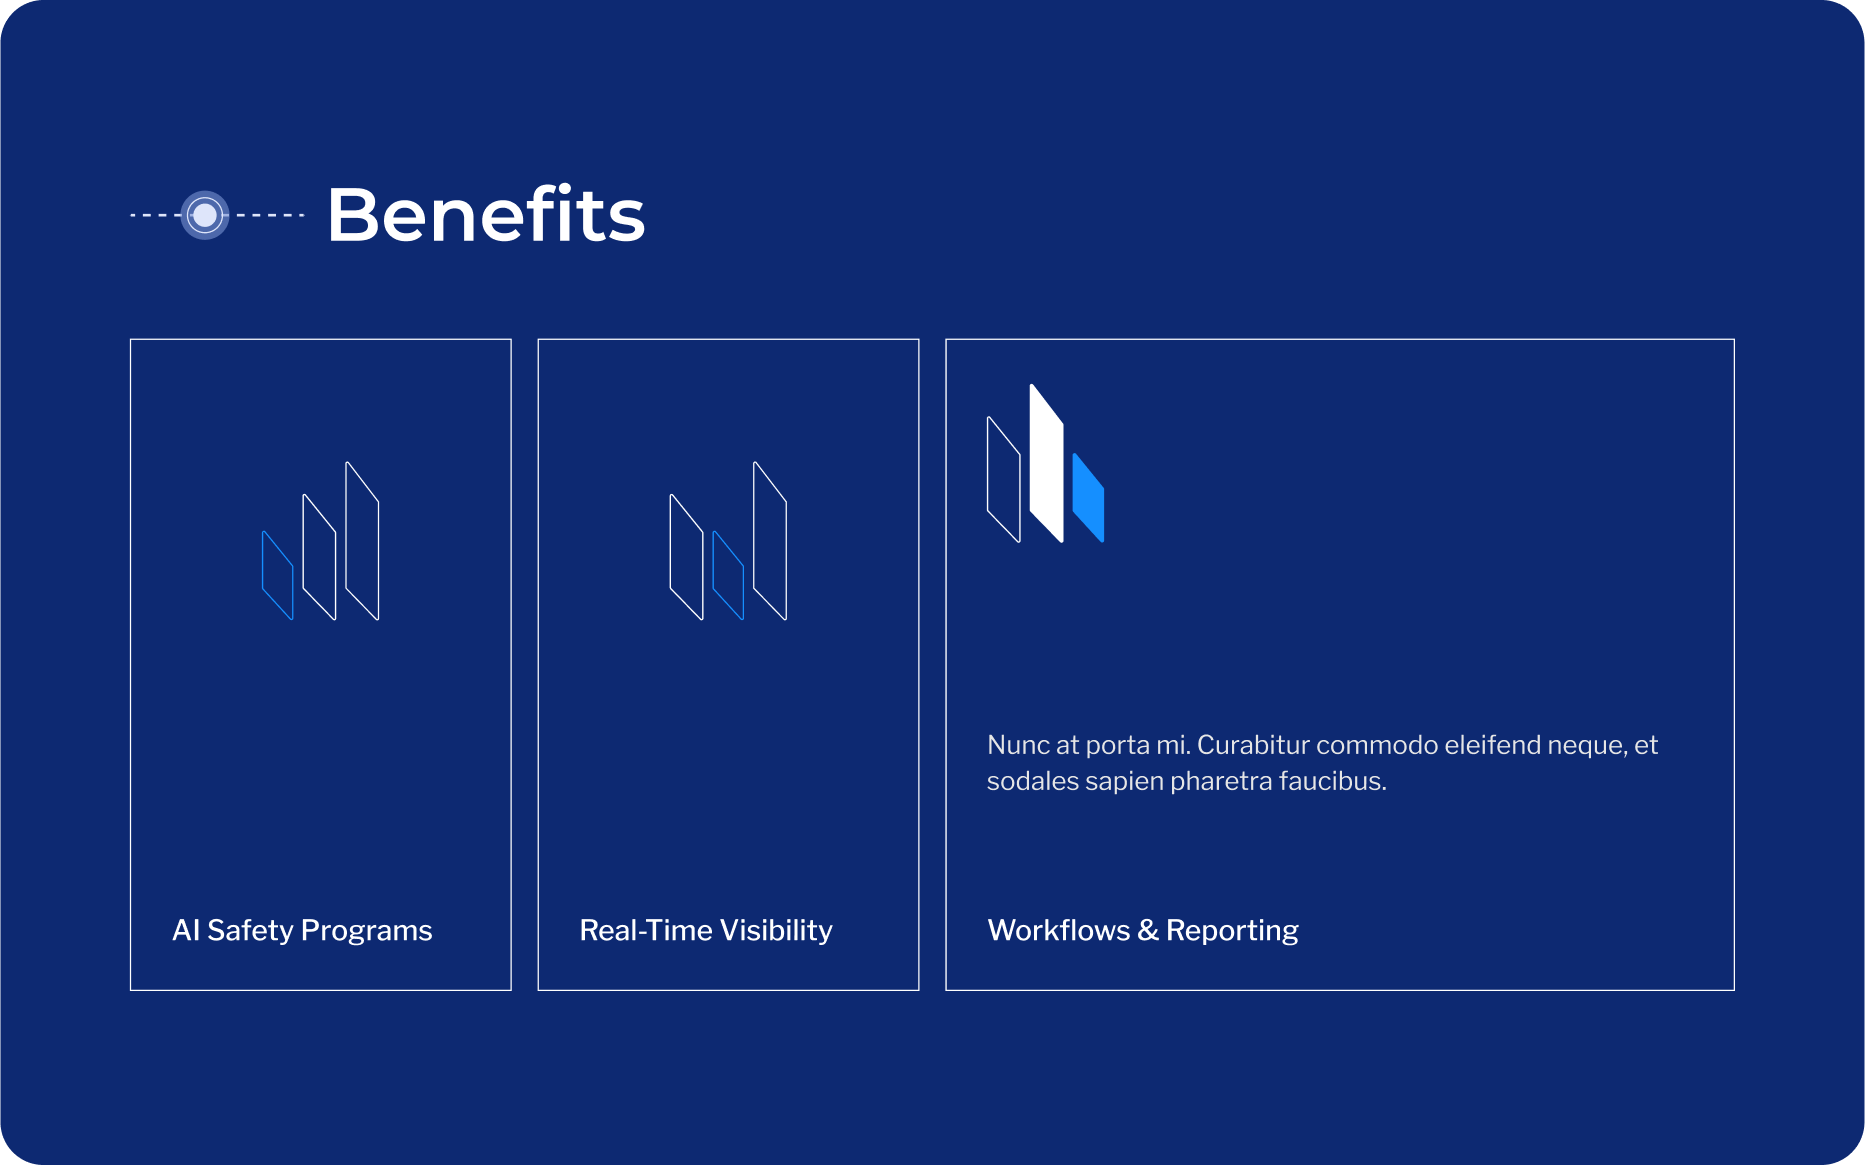 Benefits
Nunc at porta mi. Curabitur commodo eleifend neque, et
sodales sapien pharetra faucibus.
AI Safety Programs
Real-Time Visibility
Workflows & Reporting